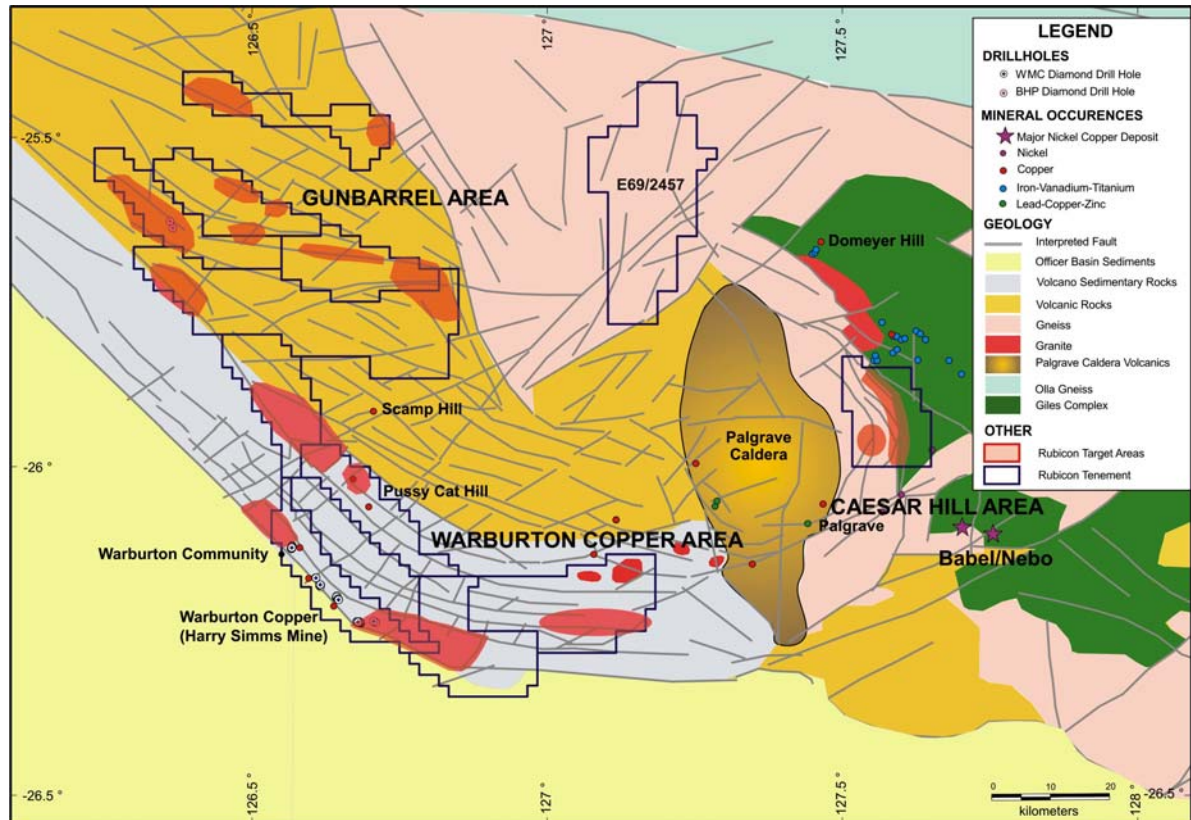 126.5 °
127 °
127.5 °
-25.5 °
-26 °
-26.5 °
GUNBARREL AREA
E69/2457
Domeyer Hill
Scamp Hill
Pussy Cat Hill
Palgrave
Caldera
WARBURTON COPPER AREA
CAESAR HILL AREA
Palgrave
Babel/Nebo
Warburton Community
Warburton Copper
(Harry Simms Mine)
LEGEND
DRILLHOLES
WMC Diamond Drill Hole
BHP Diamond Drill Hole
MINERAL OCCURENCES
Major Nickel Copper Deposit
Nickel
Copper
Iron-Vanadium-Titanium
Lead-Copper-Zinc
GEOLOGY
Interpreted Fault
Officer Basin Sediments
Volcano Sedimentary Rocks
Volcanic Rocks
Gneiss
Granite
Palgrave Caldera Volcanics
Olla Gneiss
Giles Complex
OTHER
Rubicon Target Areas
Rubicon Tenement
0 10 20
kilometers
126.5 °
127 °
127.5 °
128 °
-26.5 °